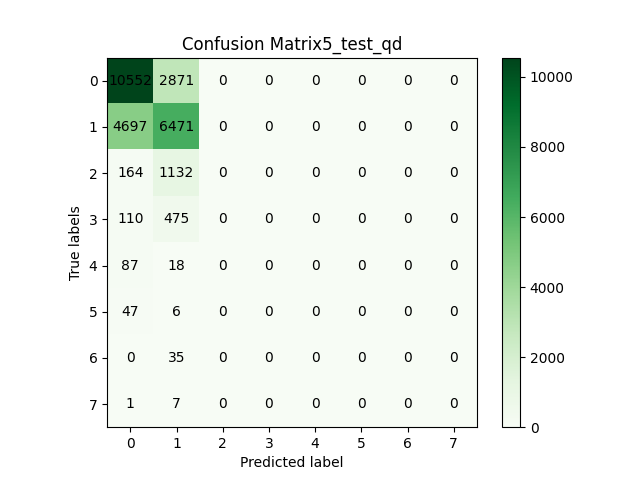 Confusion Matrix5_test_qd
0 10552 2871 0 0 0 0 0 0
1 4697 6471 0 0 0 0 0 0
2 164 1132 0 0 0 0 0 0
3 110 475 0 0 0 0 0 0
4 87 18 0 0 0 0 0 0
5 47 6 0 0 0 0 0 0
6 0 35 0 0 0 0 0 0
7 1 7 0 0 0 0 0 0
0 1 2 3 4 5 6 7
True labels
Predicted label
10000
8000
6000
4000
2000
0